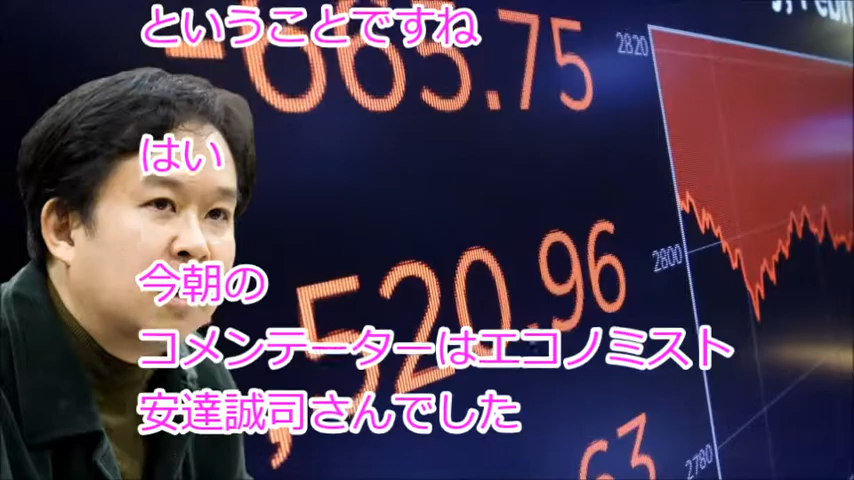 ということですね
-665.75
2820
はい
2800
今朝の
,520.96
コメンテーターはエコノミスト
安達誠司さんでした
63
2780